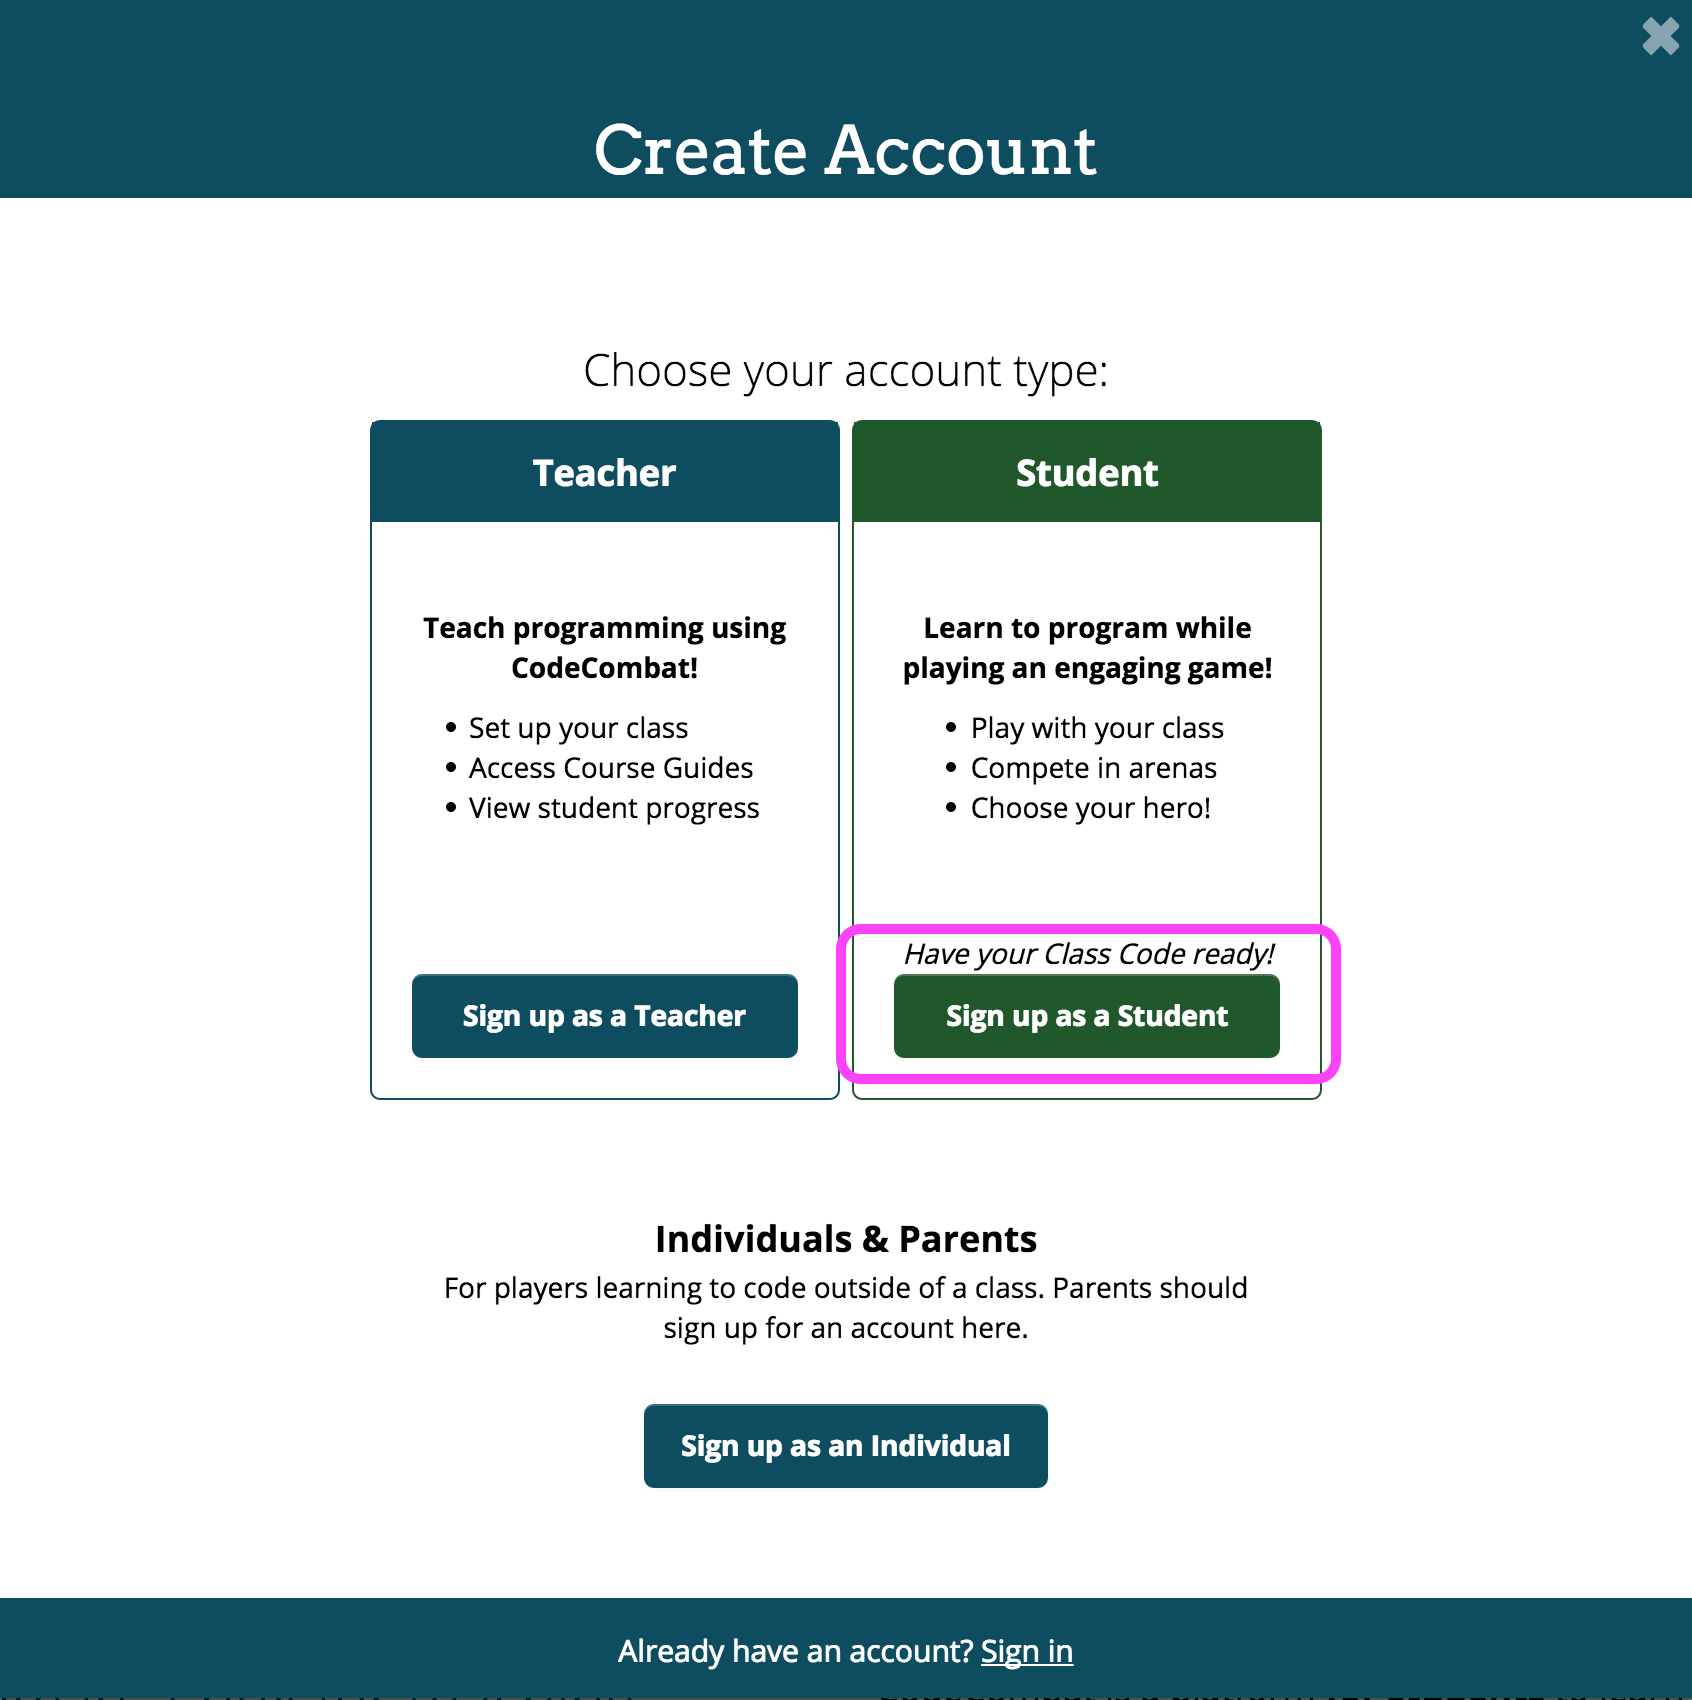 Create Account
Choose your account type:
Teacher
Teach programming using
CodeCombat!
• Set up your class
• Access Course Guides
• View student progress
Sign up as a Teacher
Student
Learn to program while
playing an engaging game!
• Play with your class
• Compete in arenas
• Choose your hero!
Have your Class Code ready!
Sign up as a Student
Individuals & Parents
For players learning to code outside of a class. Parents should
sign up for an account here.
Sign up as an Individual
Already have an account? Sign in